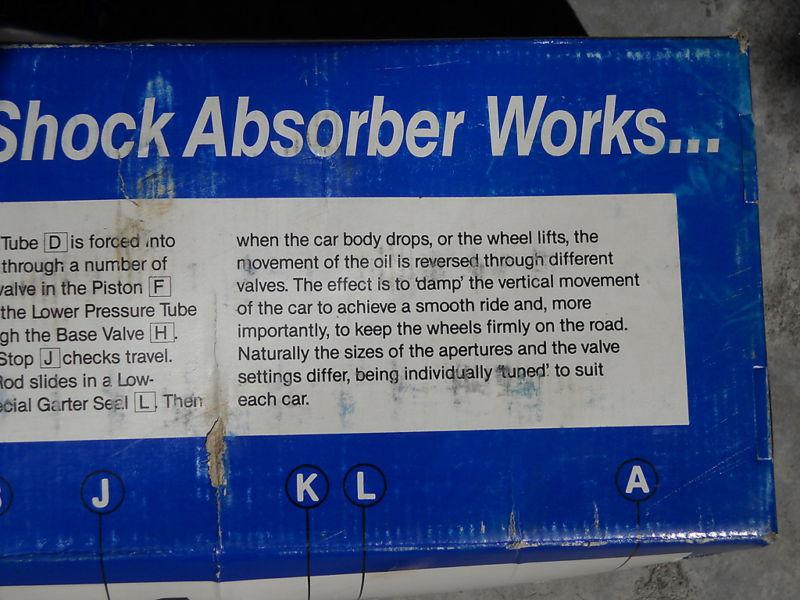 Shock Absorber Works...
Tube D is forced into
through a number of
valve in the Piston F
the Lower Pressure Tube
gh the Base Valve H.
Stop J checks travel.
Rod slides in a Low-
ecial Garter Seal L. Then
when the car body drops, or the wheel lifts, the
movement of the oil is reversed through different
valves. The effect is to 'damp' the vertical movement
of the car to achieve a smooth ride and, more
importantly, to keep the wheels firmly on the road.
Naturally the sizes of the apertures and the valve
settings differ, being individually 'tuned' to suit
each car.
J K L A